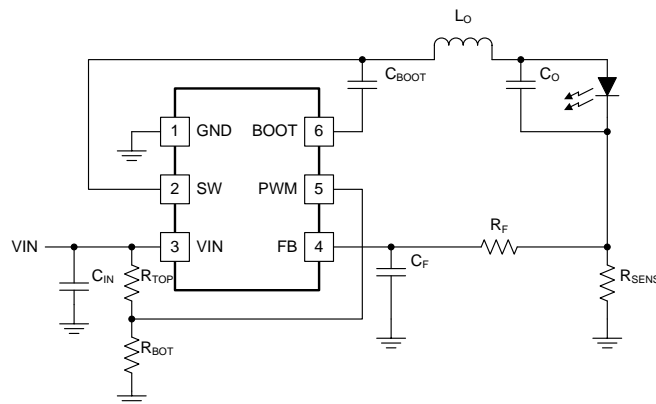 LO
CBOOT
CO
1 GND BOOT 6
2 SW PWM 5
3 VIN FB 4
VIN
CIN
RTOP
RBOT
CF
RF
RSENS